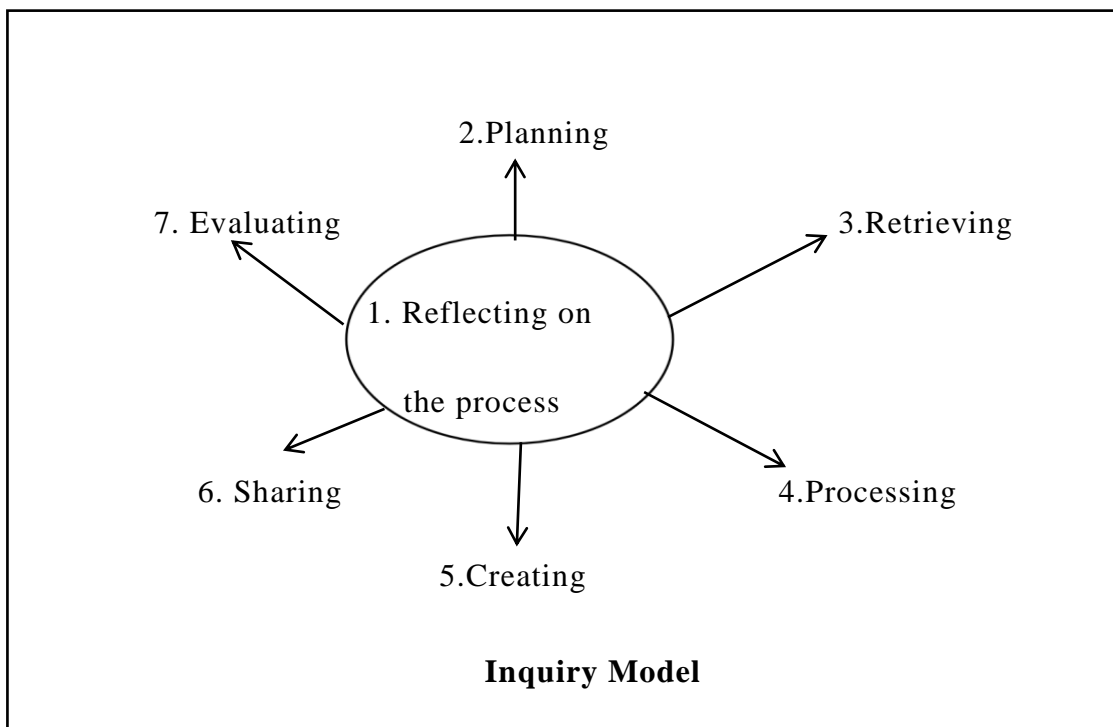 2.Planning
7. Evaluating
3.Retrieving
1. Reflecting on
the process
6. Sharing
4.Processing
5.Creating
Inquiry Model